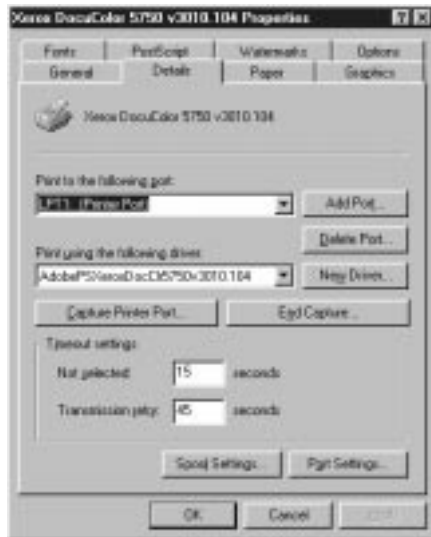 Xerox DocuColor 5750 v3010.104 Properties
Fonts PostScript Watermarks Options
General Details Paper Graphics
Xerox DocuColor 5750 v3010.104
Print to the following port:
LPT1: (Printer Port)
Add Port...
Delete Port...
Print using the following driver:
AdobePSXeroxDocClr5750v3010.104
New Driver...
Capture Printer Port... End Capture...
Timeout settings
Not selected: 15 seconds
Transmission retry: 45 seconds
Spool Settings... Port Settings...
OK Cancel